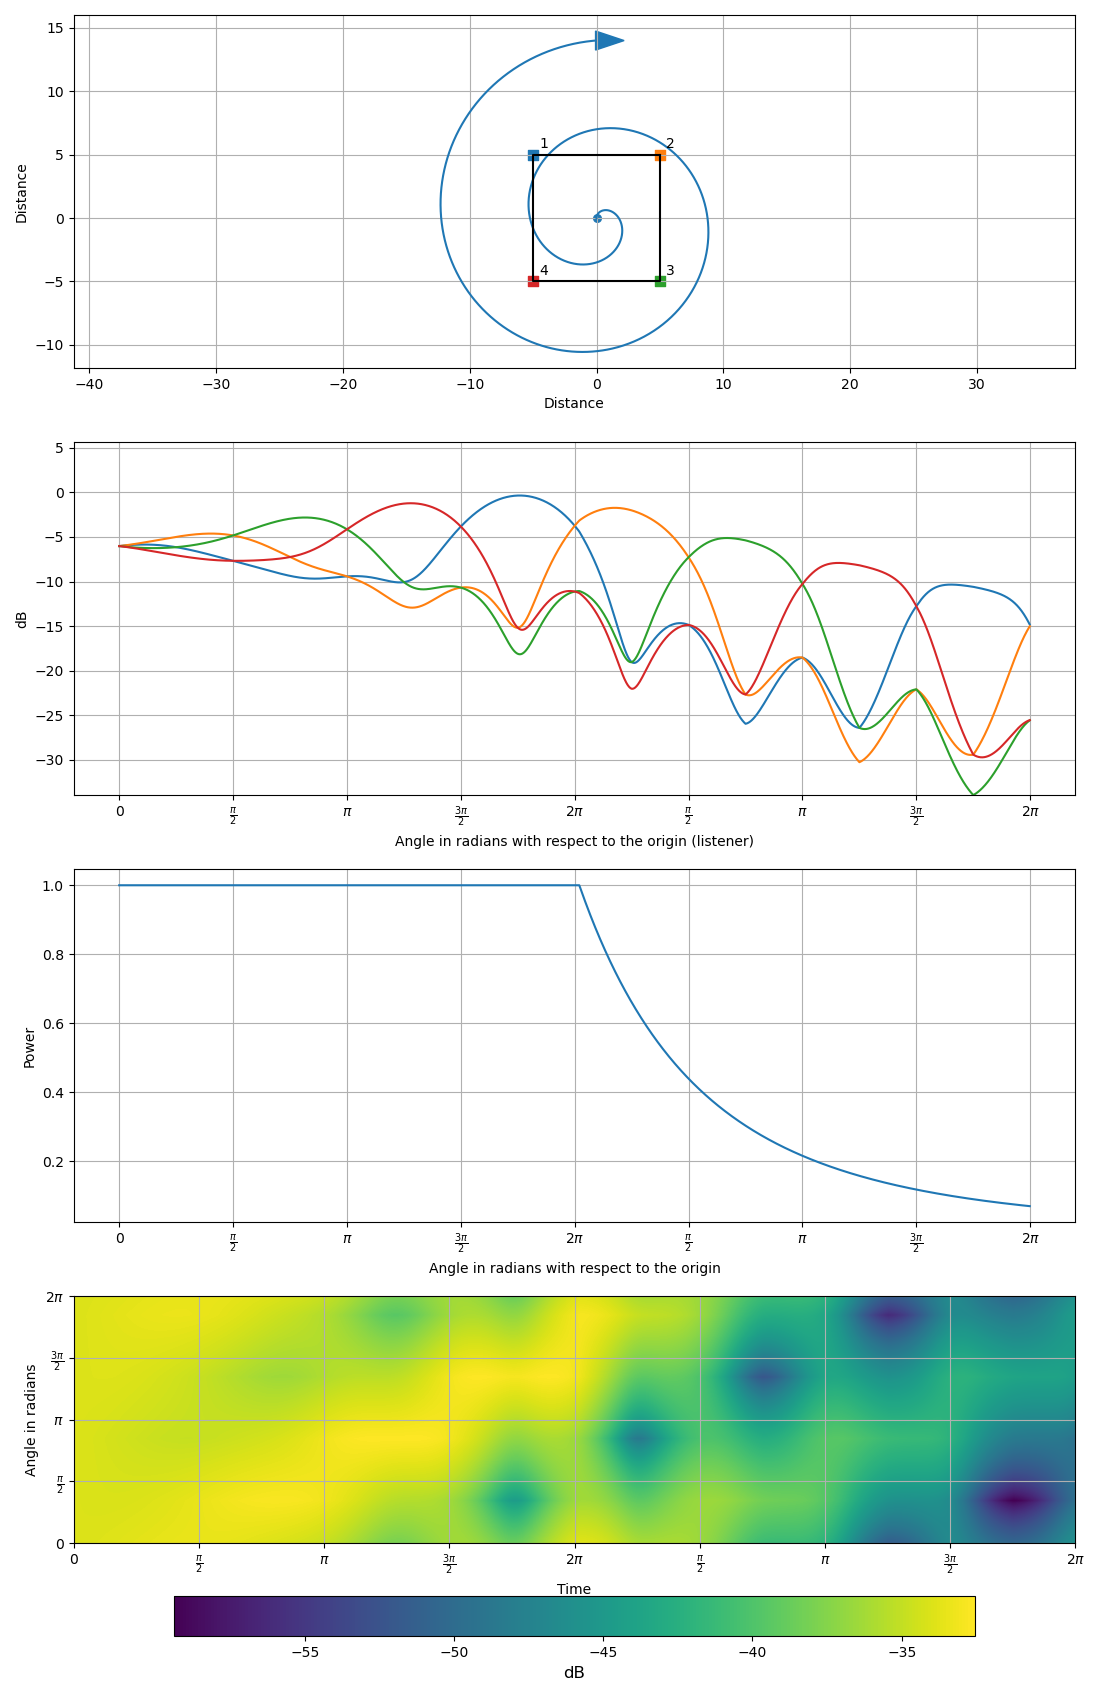 15
10
5
0
−5
−10
Distance
1
2
4
3
−40
−30
−20
−10
0
10
20
30
Distance
5
0
−5
−10
−15
−20
−25
−30
dB
0
π/2
π
3π/2
2π
π/2
π
3π/2
2π
Angle in radians with respect to the origin (listener)
1.0
0.8
0.6
0.4
0.2
Power
0
π/2
π
3π/2
2π
π/2
π
3π/2
2π
Angle in radians with respect to the origin
2π
3π/2
π
π/2
0
Angle in radians
0
π/2
π
3π/2
2π
π/2
π
3π/2
2π
Time
−55
−50
−45
−40
−35
dB